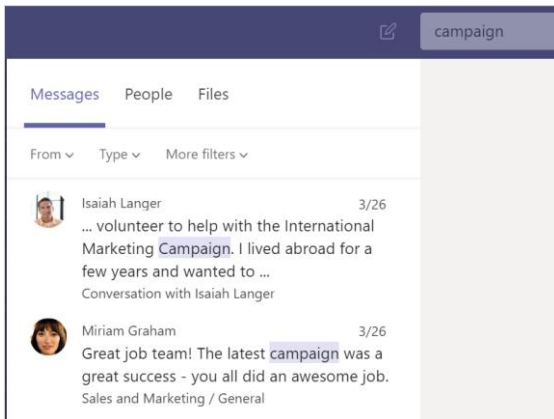 campaign
Messages People Files
From Type More filters
Isaiah Langer 3/26
... volunteer to help with the International
Marketing Campaign. I lived abroad for a
few years and wanted to ...
Conversation with Isaiah Langer
Miriam Graham 3/26
Great job team! The latest campaign was a
great success - you all did an awesome job.
Sales and Marketing / General